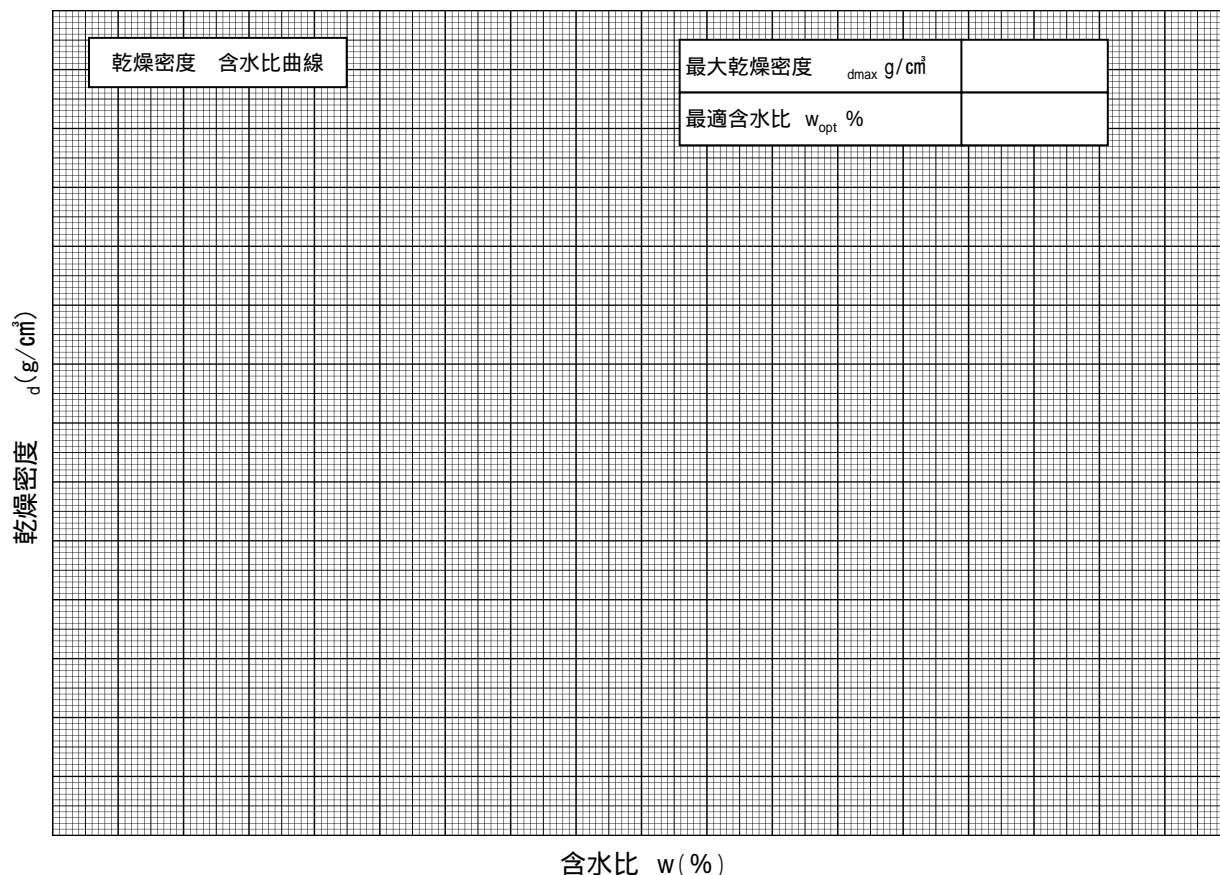 乾燥密度 含水比曲線
最大乾燥密度 dmax g/c㎥
最適含水比 wopt %
乾燥密度 d(g/c㎥)
含水比 w(%)